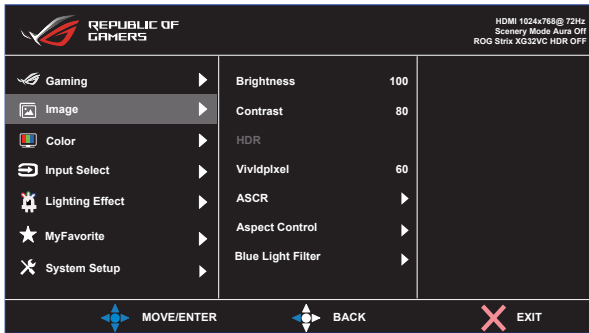 REPUBLIC OF
GAMERS
HDMI 1024x768@ 72Hz
Scenery Mode Aura Off
ROG Strix XG32VC HDR OFF
Gaming
Image
Color
Input Select
Lighting Effect
MyFavorite
System Setup
Brightness 100
Contrast 80
HDR
VivIdpIxel 60
ASCR
Aspect Control
Blue Light Filter
MOVE/ENTER
BACK
EXIT